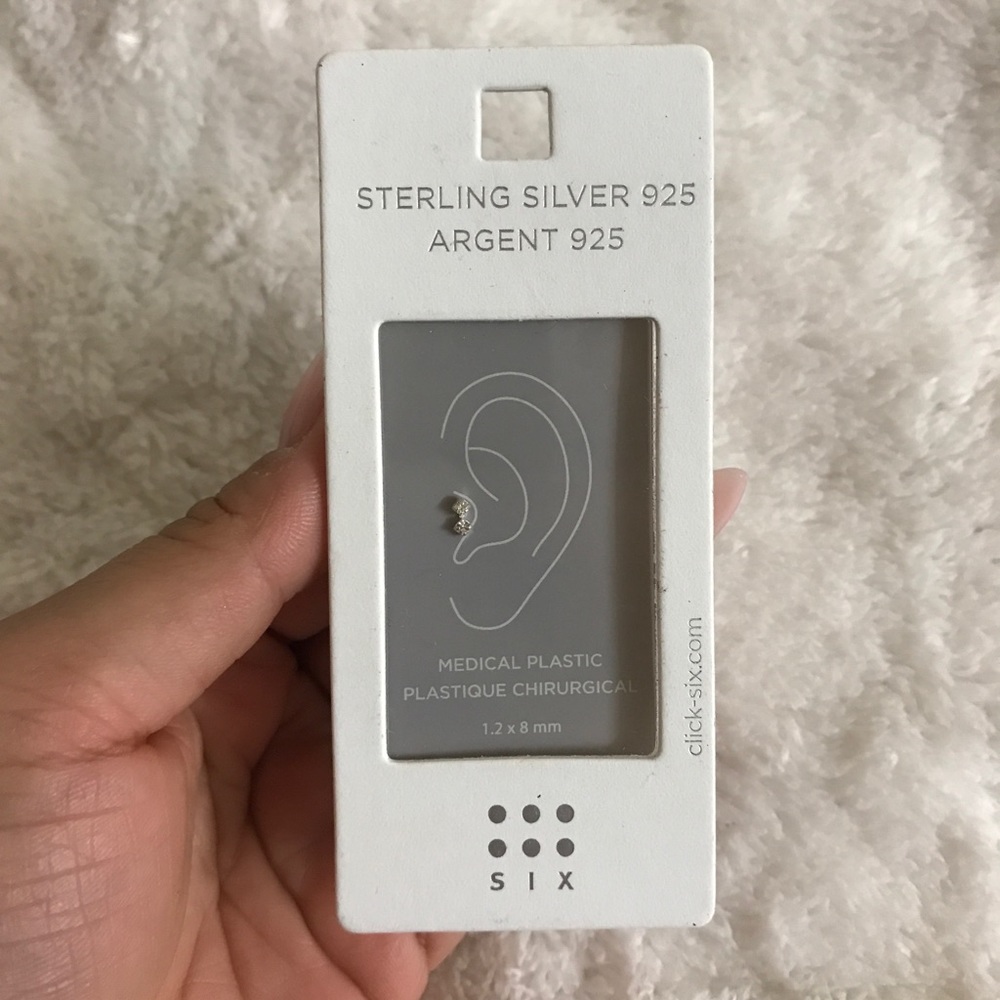 STERLING SILVER 925
ARGENT 925
MEDICAL PLASTIC
PLASTIQUE CHIRURGICAL
1.2 x 8 mm
click-six.com
SIX